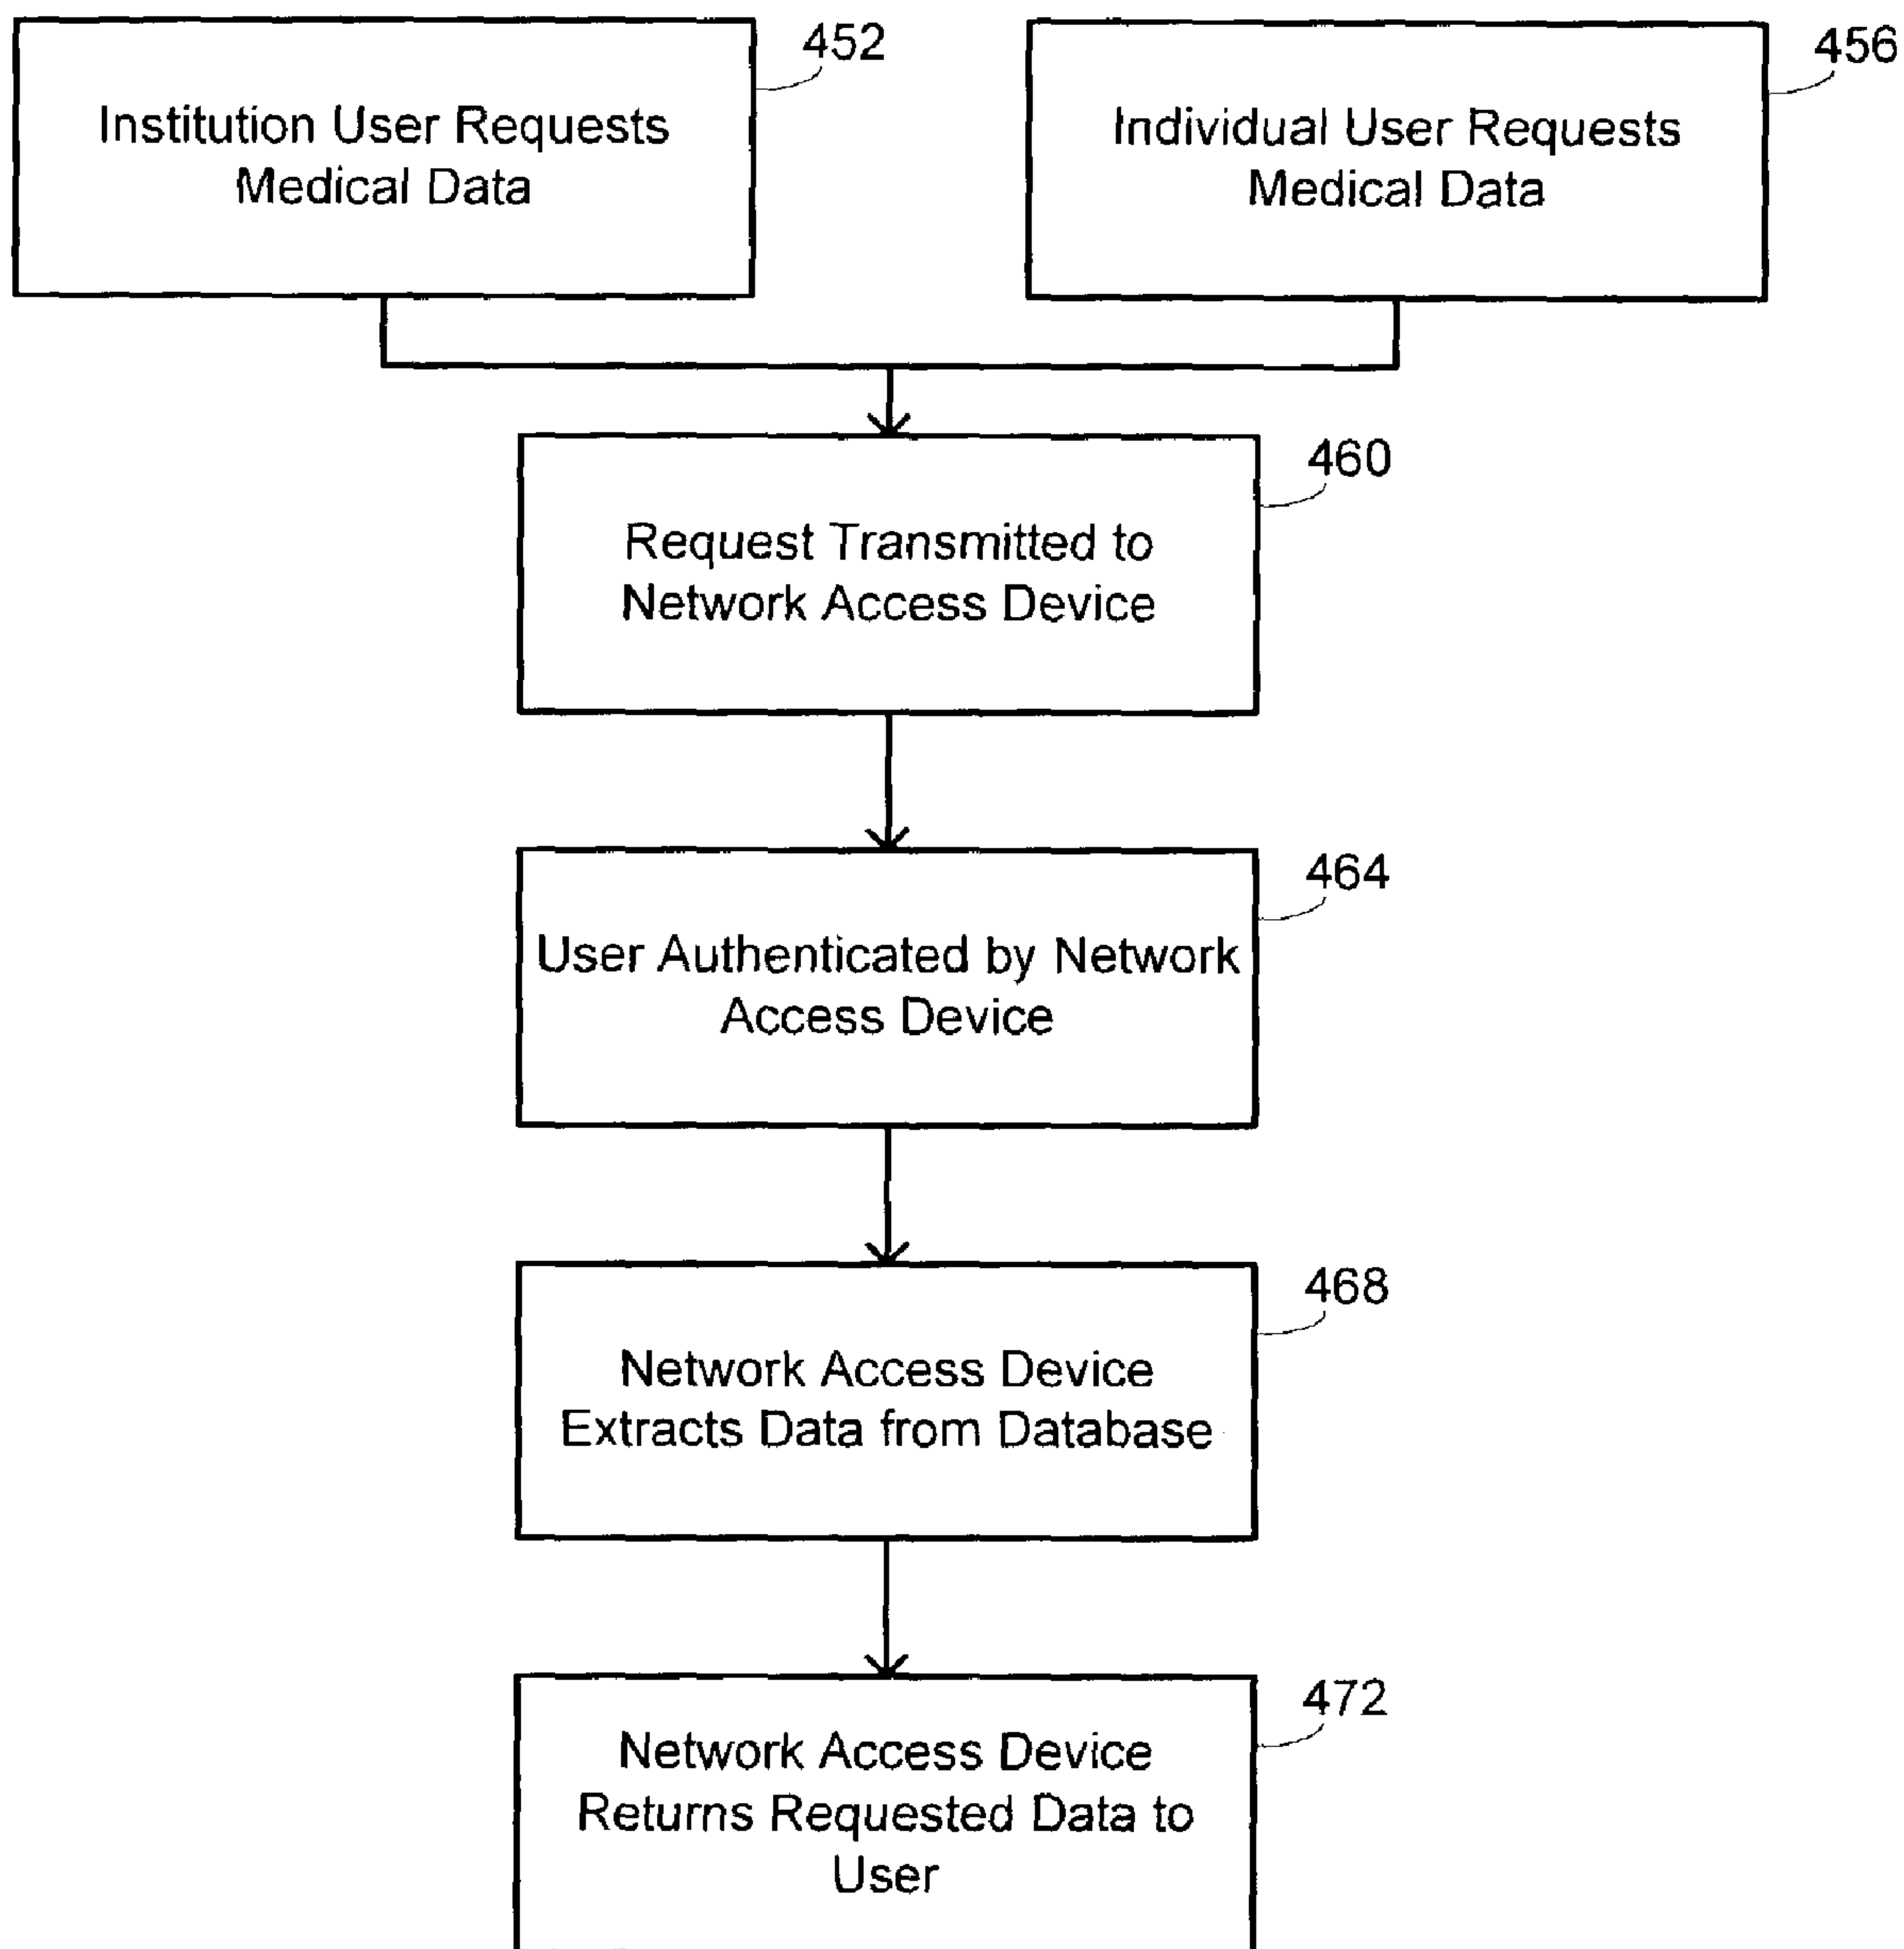 452
Institution User Requests
Medical Data
456
Individual User Requests
Medical Data
460
Request Transmitted to
Network Access Device
464
User Authenticated by Network
Access Device
468
Network Access Device
Extracts Data from Database
472
Network Access Device
Returns Requested Data to
User